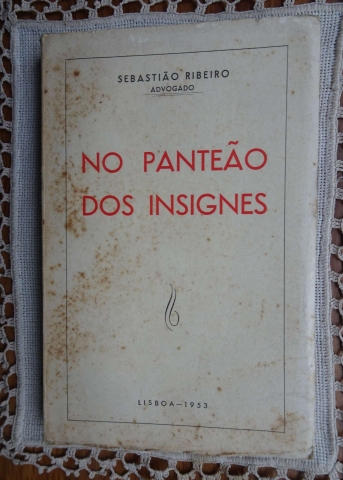 SEBASTIÃO RIBEIRO
ADVOGADO
NO PANTEÃO
DOS INSIGNES
LISBOA—1953